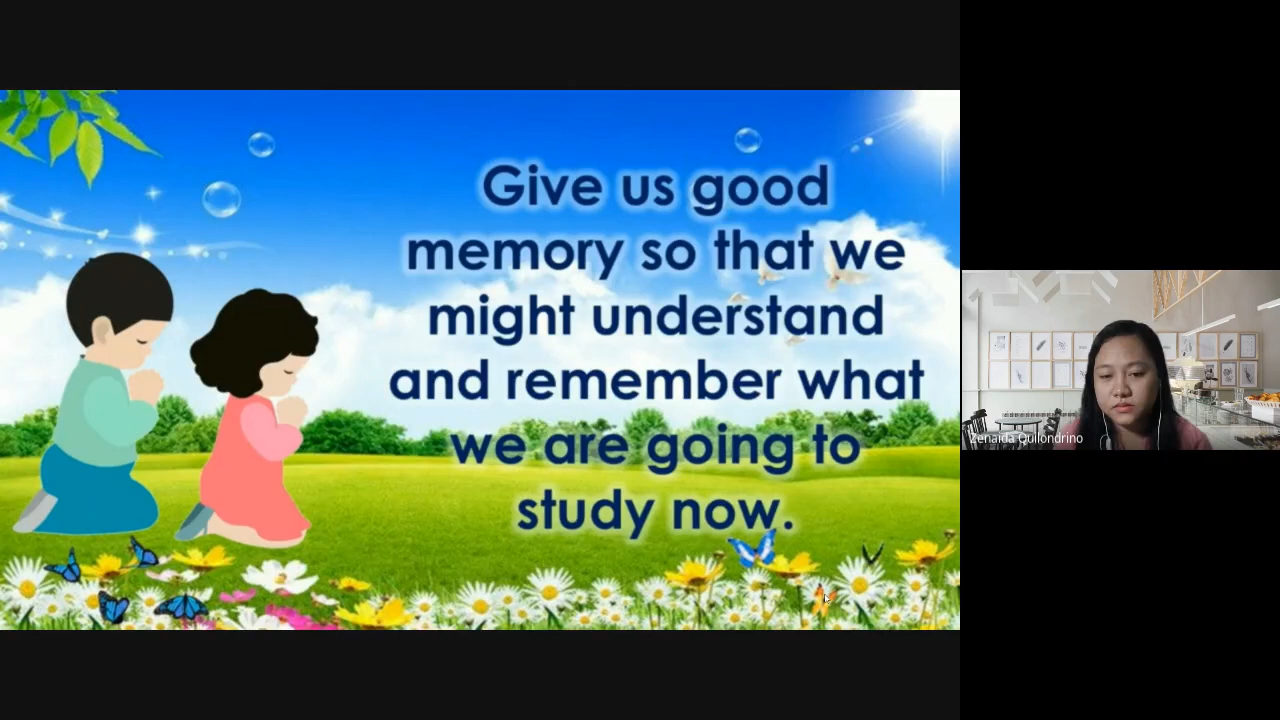 Give us good
memory so that we
might understand
and remember what
we are going to
study now.
Zenaida Quilondrino